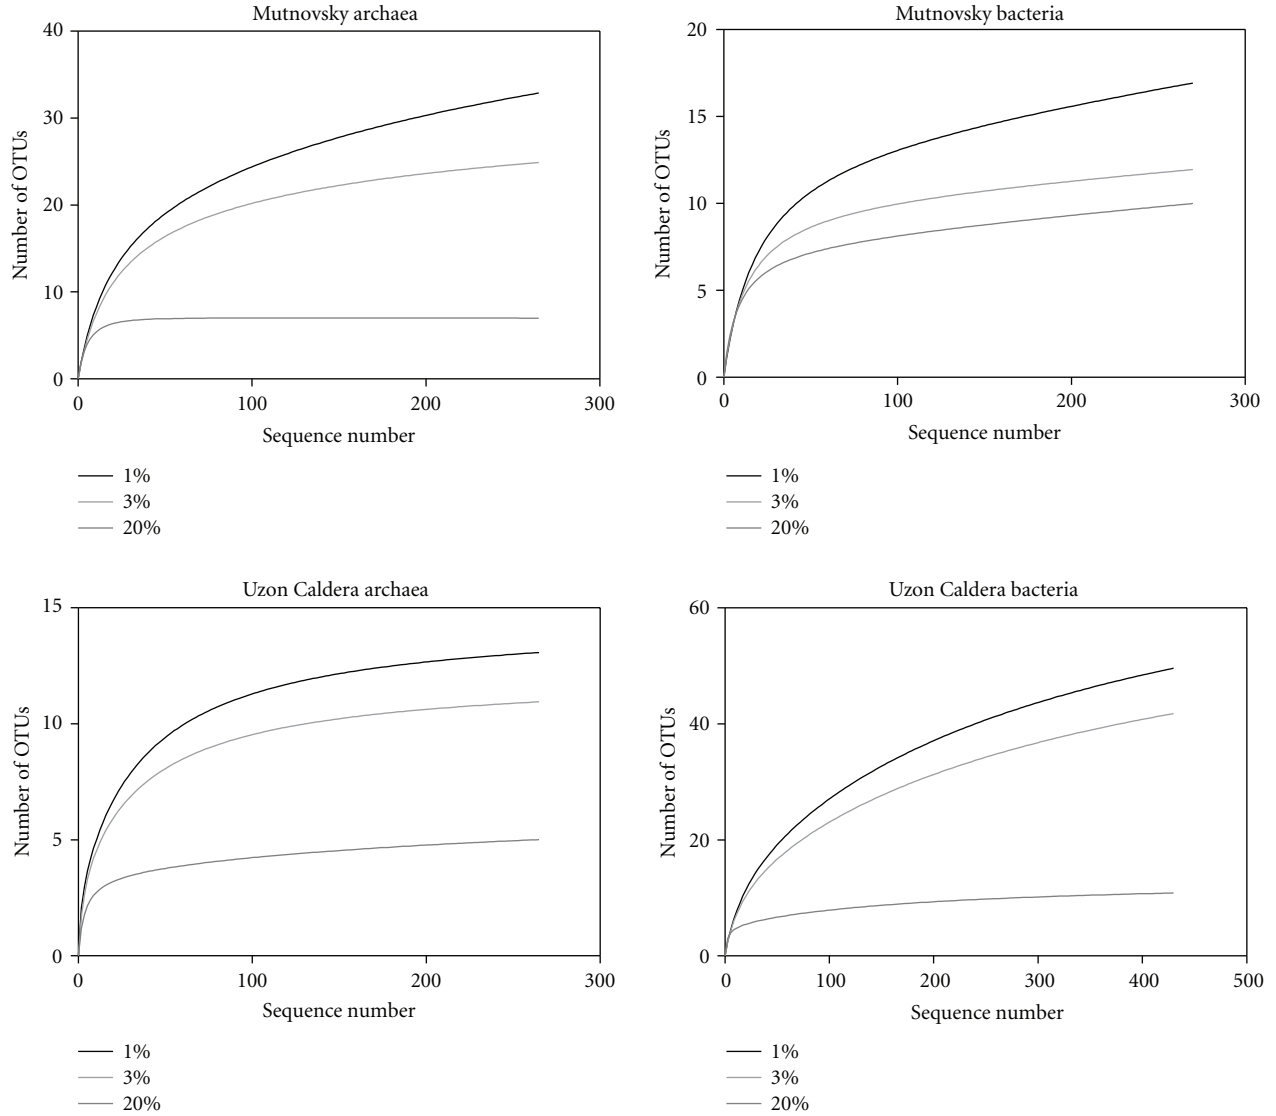 Mutnovsky archaea
40
30
20
10
0
Number of OTUs
0 100 200 300
Sequence number
1%
3%
20%
Mutnovsky bacteria
20
15
10
5
0
Number of OTUs
0 100 200 300
Sequence number
1%
3%
20%
Uzon Caldera archaea
15
10
5
0
Number of OTUs
0 100 200 300
Sequence number
1%
3%
20%
Uzon Caldera bacteria
60
40
20
0
Number of OTUs
0 100 200 300 400 500
Sequence number
1%
3%
20%